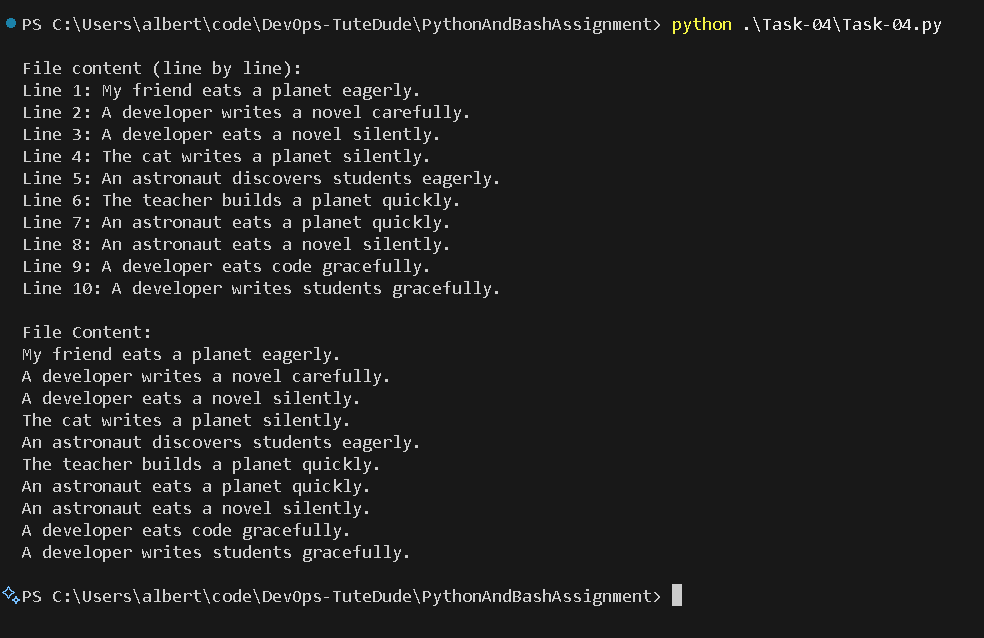 PS C:\Users\albert\code\DevOps-TuteDude\PythonAndBashAssignment> python .\Task-04\Task-04.py
File content (line by line):
Line 1: My friend eats a planet eagerly.
Line 2: A developer writes a novel carefully.
Line 3: A developer eats a novel silently.
Line 4: The cat writes a planet silently.
Line 5: An astronaut discovers students eagerly.
Line 6: The teacher builds a planet quickly.
Line 7: An astronaut eats a planet quickly.
Line 8: An astronaut eats a novel silently.
Line 9: A developer eats code gracefully.
Line 10: A developer writes students gracefully.
File Content:
My friend eats a planet eagerly.
A developer writes a novel carefully.
A developer eats a novel silently.
The cat writes a planet silently.
An astronaut discovers students eagerly.
The teacher builds a planet quickly.
An astronaut eats a planet quickly.
An astronaut eats a novel silently.
A developer eats code gracefully.
A developer writes students gracefully.
PS C:\Users\albert\code\DevOps-TuteDude\PythonAndBashAssignment>